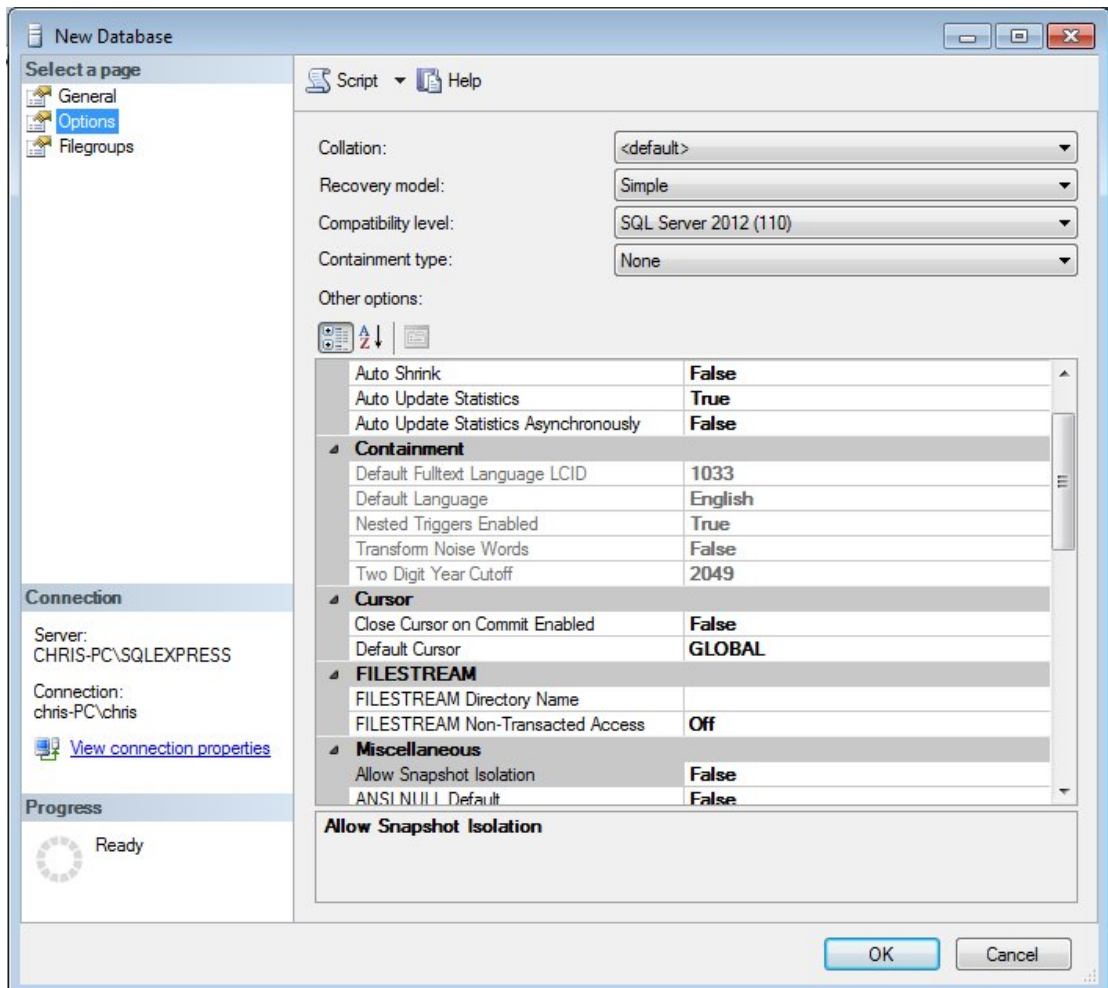 New Database
Select a page
General
Options
Filegroups
Script Help
Collation: <default>
Recovery model: Simple
Compatibility level: SQL Server 2012 (110)
Containment type: None
Other options:
Auto Shrink False
Auto Update Statistics True
Auto Update Statistics Asynchronously False
Containment
Default Fulltext Language LCID 1033
Default Language English
Nested Triggers Enabled True
Transform Noise Words False
Two Digit Year Cutoff 2049
Cursor
Close Cursor on Commit Enabled False
Default Cursor GLOBAL
FILESTREAM
FILESTREAM Directory Name
FILESTREAM Non-Transacted Access Off
Miscellaneous
Allow Snapshot Isolation False
ANSI NULL Default False
Allow Snapshot Isolation
Connection
Server:
CHRIS-PC\SQLEXPRESS
Connection:
chris-PC\chris
View connection properties
Progress
Ready
OK Cancel